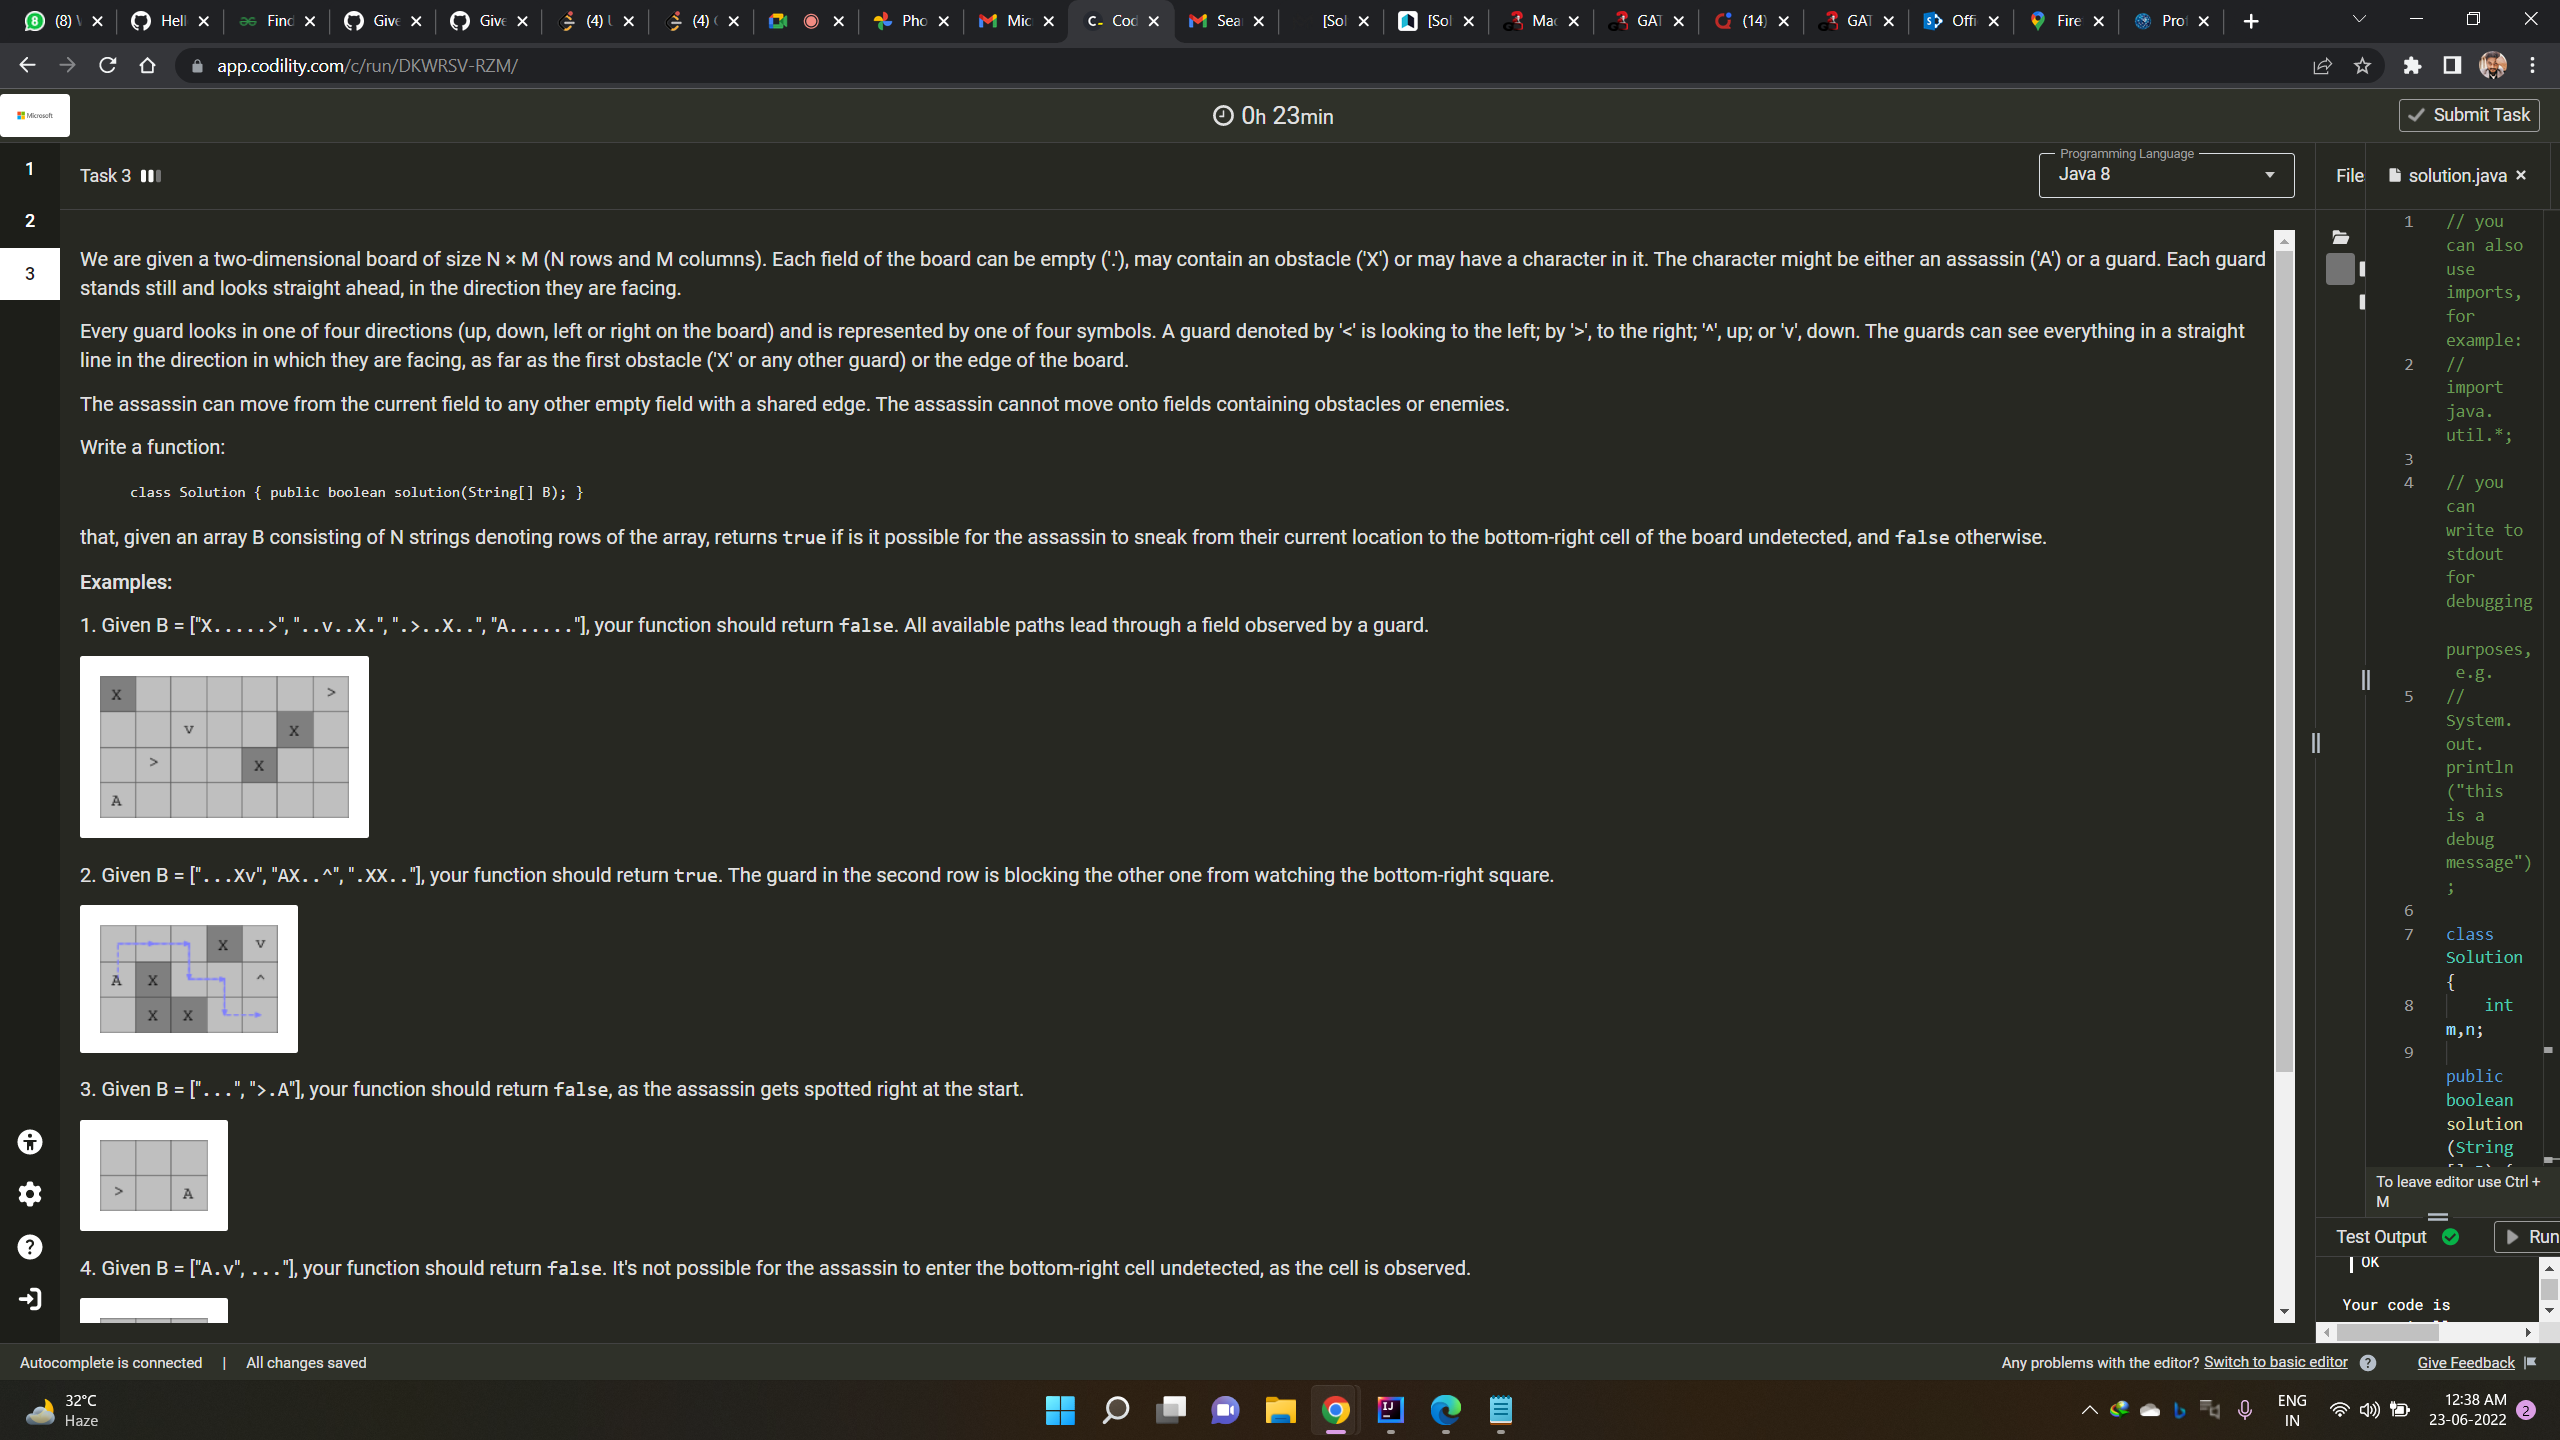 (8) \
Hell
Find
Give
Give
(4) U
(4) C
Pho
Mic
Cod
Sea
[Sol
[Sol
Mac
GAT
(14)
GAT
Offi
Fire
Pro
app.codility.com/c/run/DKWRSV-RZM/
Microsoft
0h 23min
Submit Task
1
2
3
Task 3
Programming Language
Java 8
We are given a two-dimensional board of size N × M (N rows and M columns). Each field of the board can be empty ('.'), may contain an obstacle ('X') or may have a character in it. The character might be either an assassin ('A') or a guard. Each guard
stands still and looks straight ahead, in the direction they are facing.
Every guard looks in one of four directions (up, down, left or right on the board) and is represented by one of four symbols. A guard denoted by '<' is looking to the left; by '>', to the right; '^', up; or 'v', down. The guards can see everything in a straight
line in the direction in which they are facing, as far as the first obstacle ('X' or any other guard) or the edge of the board.
The assassin can move from the current field to any other empty field with a shared edge. The assassin cannot move onto fields containing obstacles or enemies.
Write a function:
class Solution { public boolean solution(String[] B); }
that, given an array B consisting of N strings denoting rows of the array, returns true if is it possible for the assassin to sneak from their current location to the bottom-right cell of the board undetected, and false otherwise.
Examples:
1. Given B = ["X.....>", "..v..X.", ".>..X..", "A......"], your function should return false. All available paths lead through a field observed by a guard.
X >
v X
> X
A
2. Given B = ["...Xv", "AX..^", ".XX.."], your function should return true. The guard in the second row is blocking the other one from watching the bottom-right square.
X v
A X ^
X X
3. Given B = ["...", ">.A"], your function should return false, as the assassin gets spotted right at the start.
> A
4. Given B = ["A.v", "..."], your function should return false. It's not possible for the assassin to enter the bottom-right cell undetected, as the cell is observed.
File
solution.java
1 // you
can also
use
imports,
for
example:
2 //
import
java.
util.*;
3
4 // you
can
write to
stdout
for
debugging
purposes,
e.g.
5 //
System.
out.
println
("this
is a
debug
message")
;
6
7 class
Solution
{
8 int
m,n;
9
public
boolean
solution
(String
To leave editor use Ctrl +
M
Test Output
Run
OK
Your code is
Autocomplete is connected | All changes saved
Any problems with the editor? Switch to basic editor
Give Feedback
32°C
Haze
ENG
IN
12:38 AM
23-06-2022
2